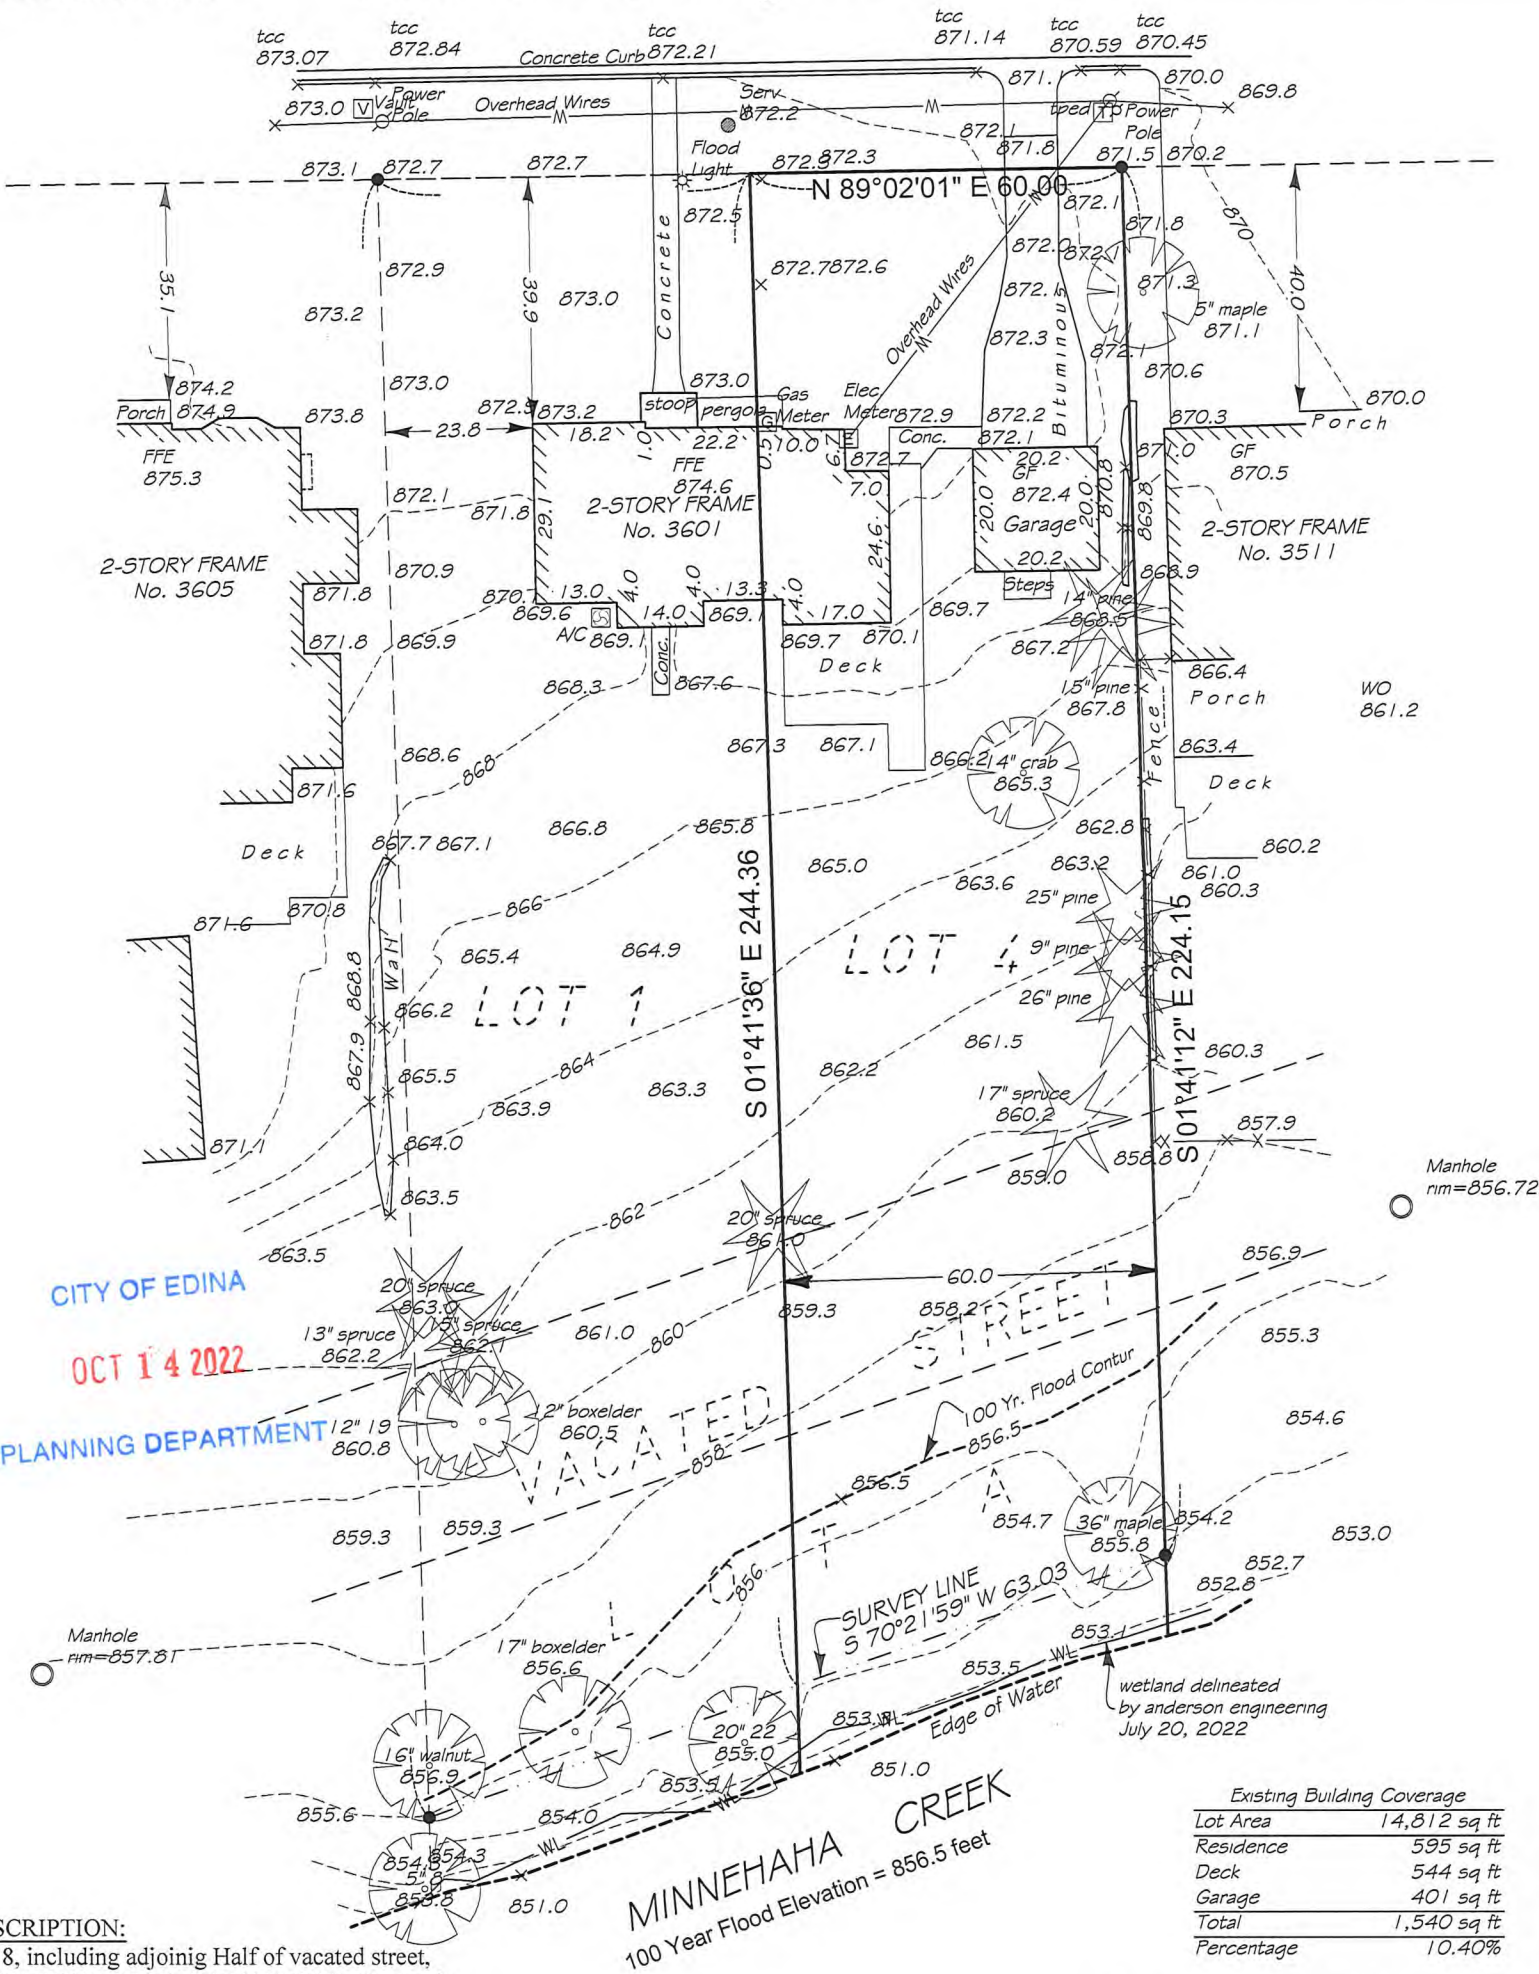 tcc
873.07
tcc
872.84
tcc
872.21
Concrete Curb
tcc
871.14
tcc
870.59
tcc
870.45
873.0
V
Vault
Power
Pole
Overhead Wires
Serv
872.2
871.1
870.0
869.8
tped
T
Power
Pole
Flood
Light
872.1
871.8
871.5
870.2
873.1
872.7
872.7
872.3
N 89°02'01" E 60.00
872.5
872.1
871.8
870
35.1
872.9
39.9
873.0
Concrete
872.7
872.6
Overhead Wires
872.0
872.1
871.3
40.0
873.2
Bituminous
5" maple
871.1
872.3
872.1
870.6
874.2
Porch
874.9
873.8
873.0
873.2
stoop
873.0
pergola
Gas
Meter
G
Elec
Meter
E
872.9
872.2
870.3
870.0
Porch
23.8
18.2
1.0
22.2
0.5
10.0
6.7
Conc.
872.1
872.7
20.2
871.0
FFE
875.3
FFE
874.6
2-STORY FRAME
No. 3601
7.0
GF
872.4
Garage
20.0
20.0
870.8
869.8
GF
870.5
872.1
871.8
29.1
24.6
2-STORY FRAME
No. 3511
2-STORY FRAME
No. 3605
870.9
871.8
13.0
4.0
14.0
4.0
13.3
4.0
17.0
20.2
Steps
868.9
869.6
A/C
869.1
869.1
869.7
870.1
869.7
14" pine
868.5
871.8
869.9
Conc.
Deck
867.2
866.4
868.3
867.6
15" pine
867.8
Porch
WO
861.2
868.6
868
867.3
867.1
866.2
14" crab
865.3
Fence
863.4
Deck
871.6
Deck
867.7
867.1
866.8
865.8
865.0
862.8
860.2
863.2
861.0
860.3
863.6
25" pine
871.6
870.8
866
S 01°41'36" E 244.36
S 01°41'12" E 224.15
868.8
Wall
865.4
864.9
LOT 4
9" pine
26" pine
LOT 1
866.2
867.9
864
861.5
860.3
865.5
863.9
863.3
862.2
17" spruce
860.2
871.1
864.0
857.9
858.8
859.0
Manhole
rim=856.72
863.5
862
20" spruce
861.0
863.5
856.9
CITY OF EDINA
20" spruce
863.0
60.0
859.3
858.2
STREET
OCT 14 2022
13" spruce
862.2
15" spruce
862.1
861.0
860
855.3
PLANNING DEPARTMENT
12" 19
860.8
12" boxelder
860.5
VACATED
858
100 Yr. Flood Contur
856.5
854.6
856.5
859.3
859.3
854.7
36" maple
855.8
854.2
853.0
LOT A
856
SURVEY LINE
S 70°21'59" W 63.03
852.7
852.8
Manhole
rim=857.81
17" boxelder
856.6
853.1
WL
853.5
wetland delineated
by anderson engineering
July 20, 2022
20" 22
855.0
WL
Edge of Water
16" walnut
856.9
853.5
WL
851.0
855.6
854.0
WL
854.3
853.8
851.0
MINNEHAHA CREEK
100 Year Flood Elevation = 856.5 feet
Existing Building Coverage
Lot Area 14,812 sq ft
Residence 595 sq ft
Deck 544 sq ft
Garage 401 sq ft
Total 1,540 sq ft
Percentage 10.40%
SCRIPTION:
8, including adjoinig Half of vacated street,